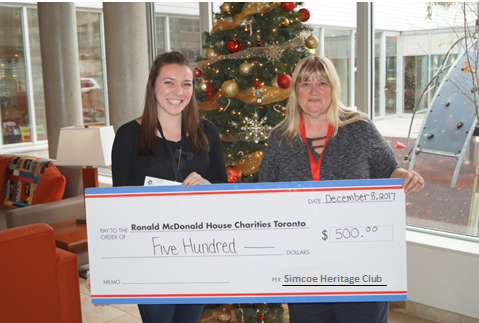 DATE December 8, 2017
PAY TO THE ORDER OF Ronald McDonald House Charities Toronto $ 500.00
Five Hundred DOLLARS
MEMO PER Simcoe Heritage Club